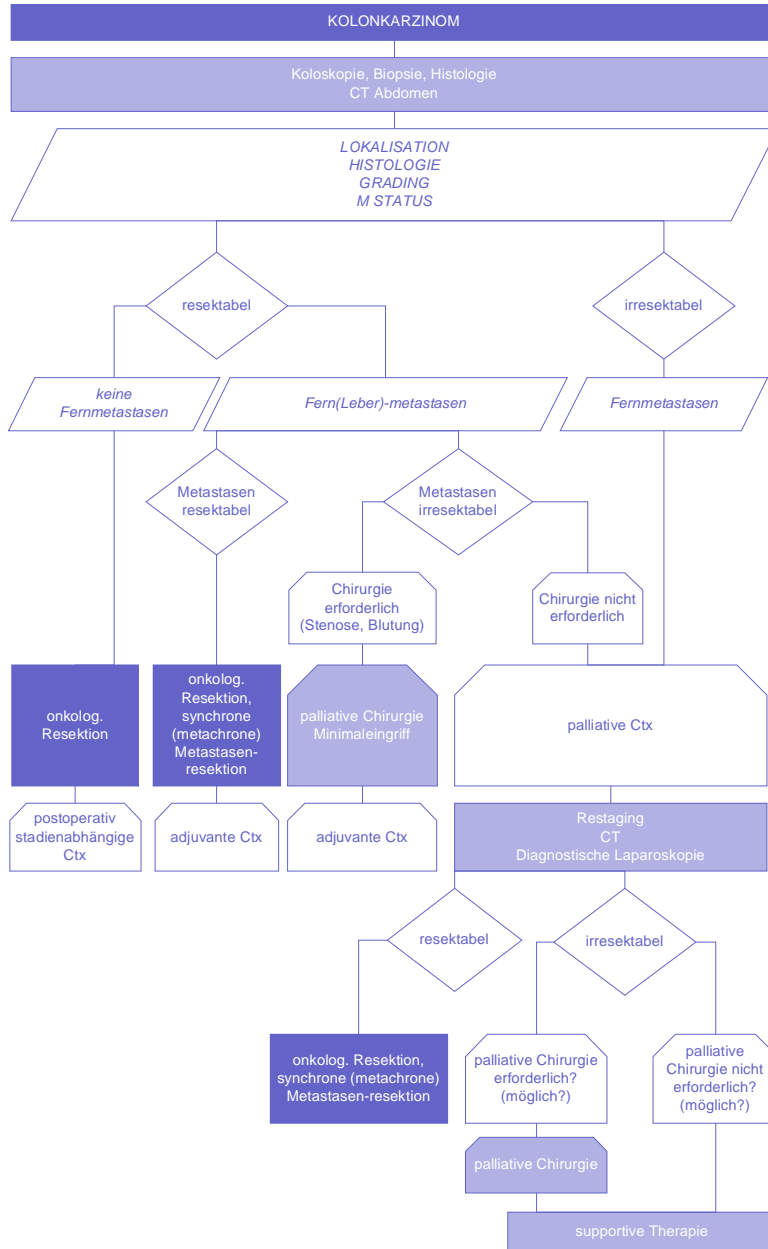 KOLONKARZINOM
Koloskopie, Biopsie, Histologie
CT Abdomen
LOKALISATION
HISTOLOGIE
GRADING
M STATUS
resektabel
irresektabel
keine
Fernmetastasen
Fern(Leber)-metastasen
Fernmetastasen
Metastasen
resektabel
Metastasen
irresektabel
Chirurgie
erforderlich
(Stenose, Blutung)
Chirurgie nicht
erforderlich
onkolog.
Resektion
onkolog.
Resektion,
synchrone
(metachrone)
Metastasen-
resektion
palliative Chirurgie
Minimaleingriff
palliative Ctx
postoperativ
stadienabhängige
Ctx
adjuvante Ctx
adjuvante Ctx
Restaging
CT
Diagnostische Laparoskopie
resektabel
irresektabel
onkolog. Resektion,
synchrone (metachrone)
Metastasen-resektion
palliative Chirurgie
erforderlich?
(möglich?)
palliative
Chirurgie nicht
erforderlich?
(möglich?)
palliative Chirurgie
supportive Therapie